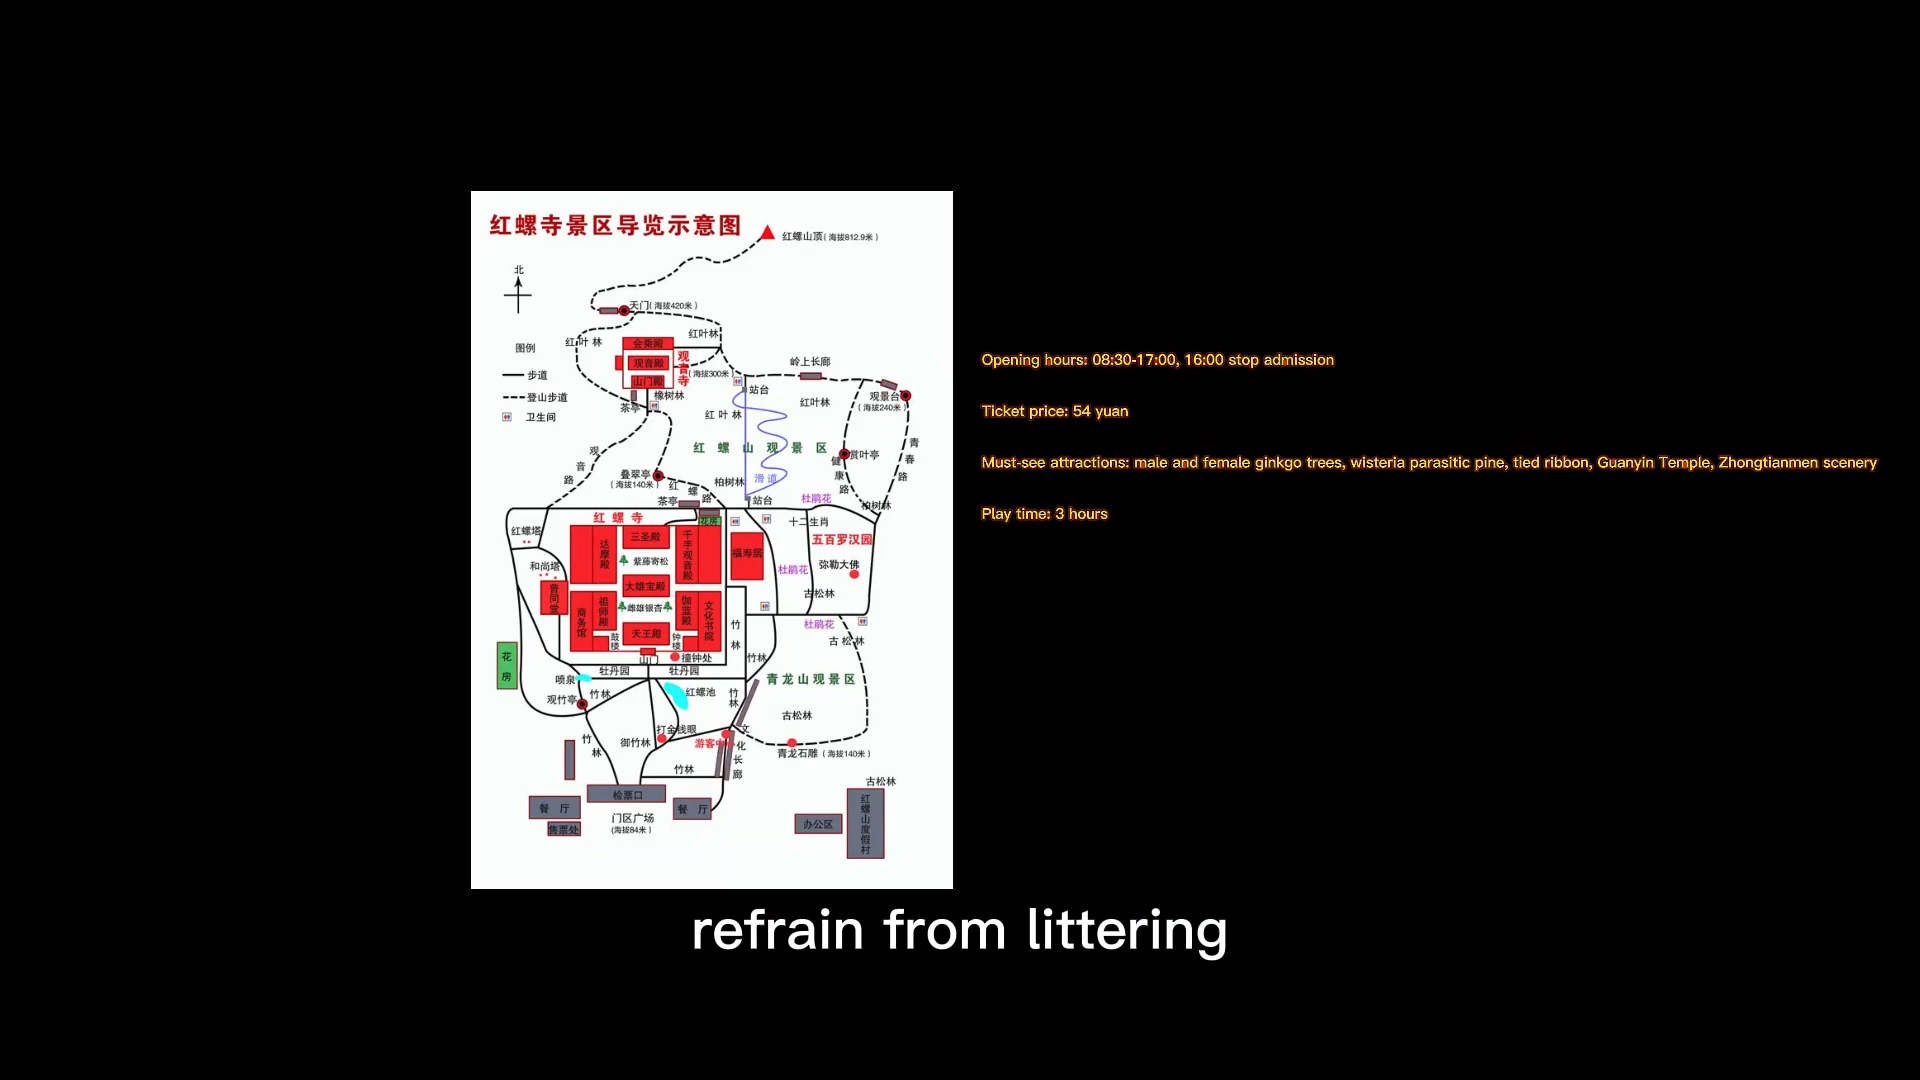 红螺寺景区导览示意图
红螺山顶(海拔812.9米)
北
天门(海拔420米)
红叶林
红叶林
图例
会乘殿
观音殿
山门殿
观音寺
(海拔300米)
步道
登山步道
卫生间
茶亭
橡树林
站台
岭上长廊
红叶林
红叶林
观景台
(海拔240米)
红螺山观景区
赏叶亭
健康路
青春路
观音路
叠翠亭
(海拔140米)
红螺路
柏树林
滑道
茶亭
站台
杜鹃花
柏树林
红螺寺
花房
十二生肖
红螺塔
达摩殿
三圣殿
千手观音殿
福寿居
五百罗汉园
紫藤寄松
弥勒大佛
和尚塔
杜鹃花
普同堂
大雄宝殿
古松林
商务馆
祖师殿
雌雄银杏
伽蓝殿
文化书院
天王殿
鼓楼
钟楼
竹林
杜鹃花
古松林
山门
撞钟处
竹林
花房
牡丹园
牡丹园
喷泉
青龙山观景区
观竹亭
竹林
红螺池
竹林
古松林
打金钱眼
御竹林
游客中心
文化长廊
竹林
青龙石雕(海拔140米)
竹林
古松林
检票口
餐厅
餐厅
售票处
门区广场
(海拔84米)
办公区
红螺山度假村
Opening hours: 08:30-17:00, 16:00 stop admission
Ticket price: 54 yuan
Must-see attractions: male and female ginkgo trees, wisteria parasitic pine, tied ribbon, Guanyin Temple, Zhongtianmen scenery
Play time: 3 hours
refrain from littering